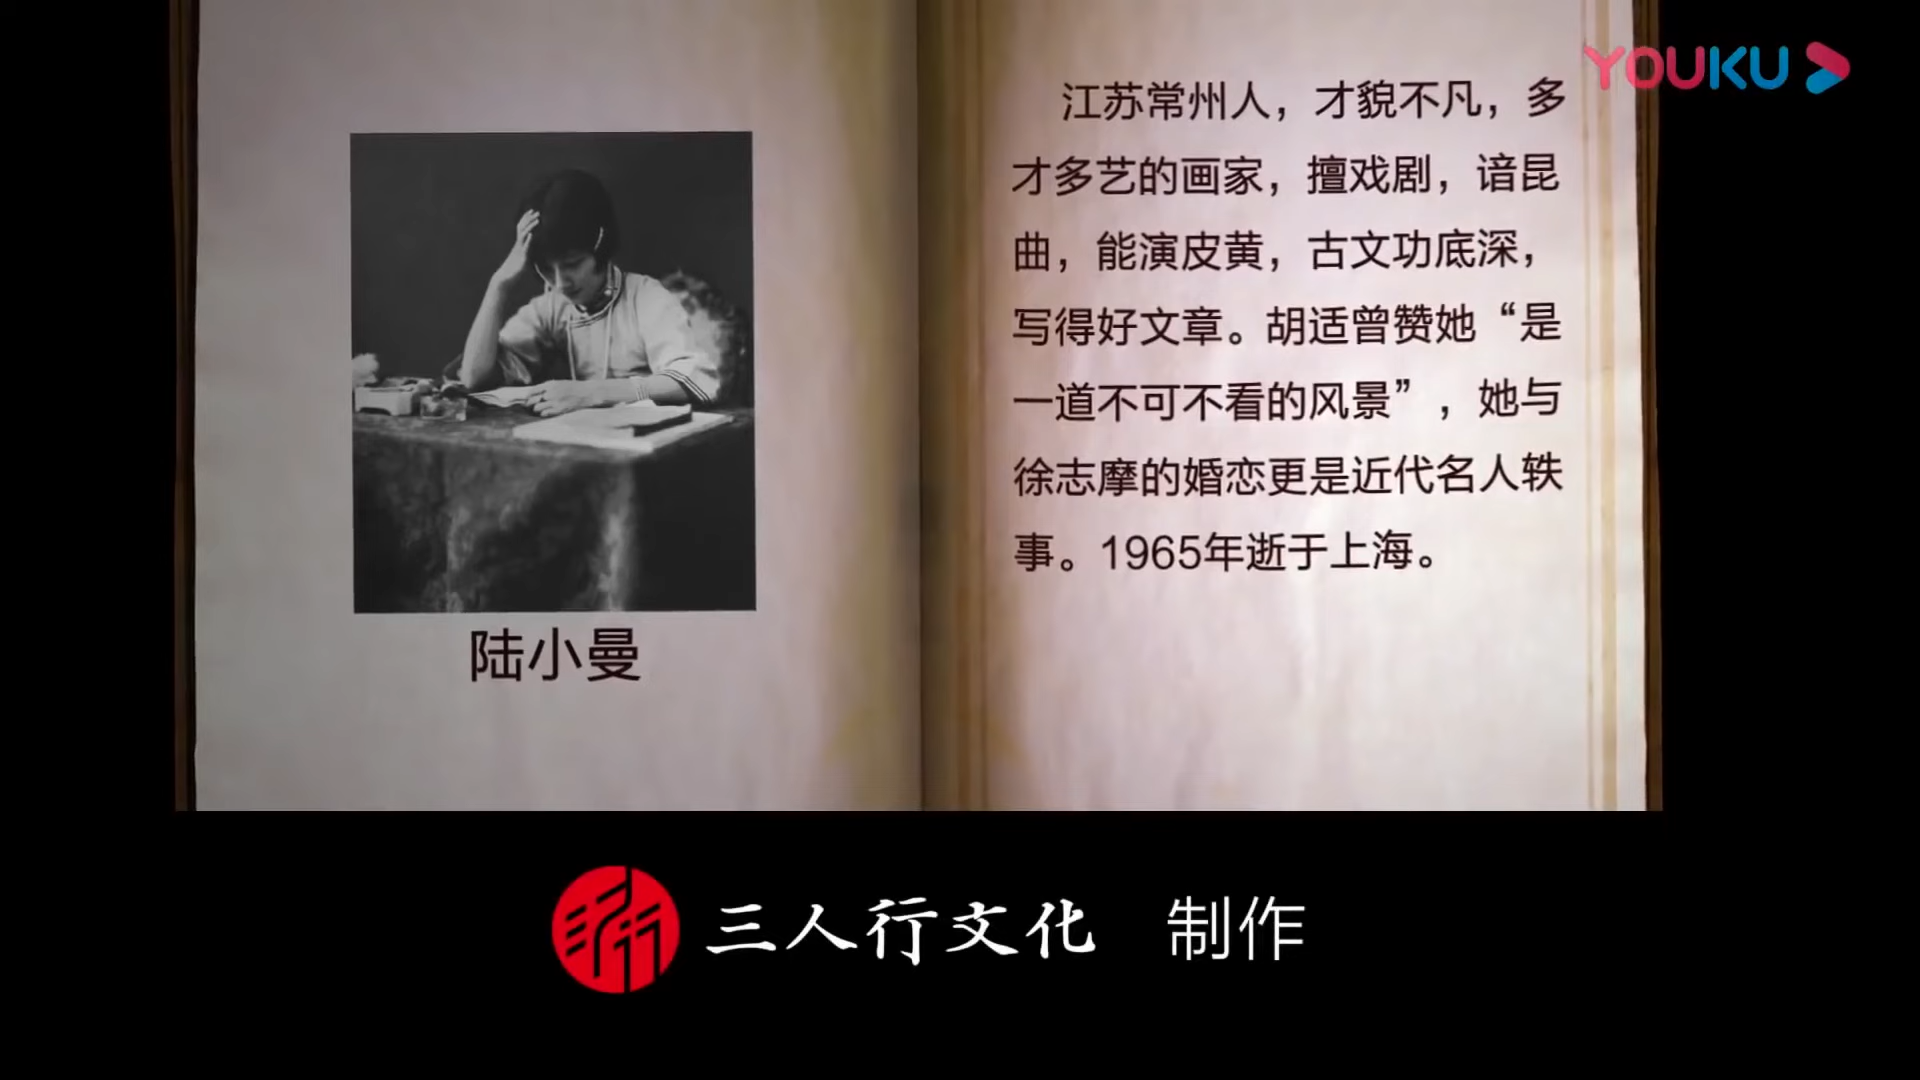 YOUKU
江苏常州人，才貌不凡，多
才多艺的画家，擅戏剧，谙昆
曲，能演皮黄，古文功底深，
写得好文章。胡适曾赞她“是
一道不可不看的风景”，她与
徐志摩的婚恋更是近代名人轶
事。1965年逝于上海。
陆小曼
三人行文化 制作